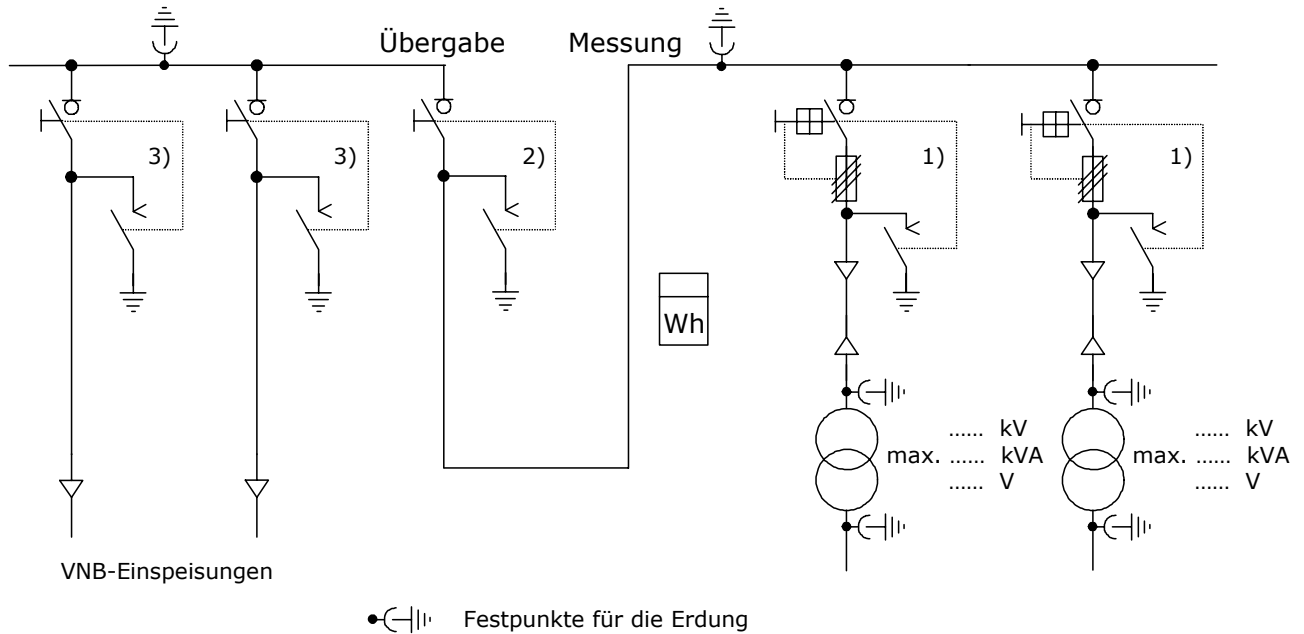 Übergabe Messung
3) 3) 2) 1) 1)
Wh
...... kV ...... kV
max. ...... kVA max. ...... kVA
...... V ...... V
VNB-Einspeisungen
Festpunkte für die Erdung